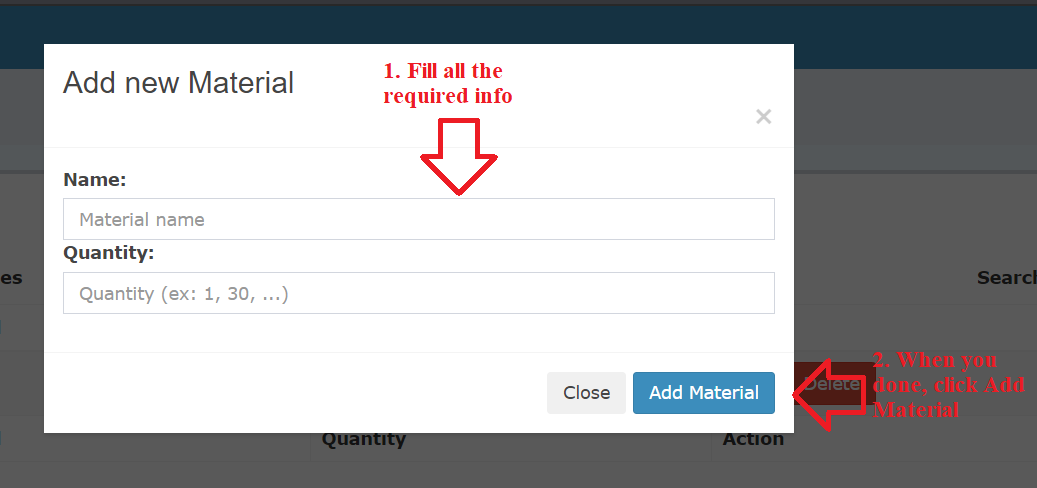 Add new Material
1. Fill all the
required info
×
Name:
Material name
Quantity:
Quantity (ex: 1, 30, ...)
es
Search
Close
Add Material
Delete
2. When you
done, click Add
Material
Quantity
Action